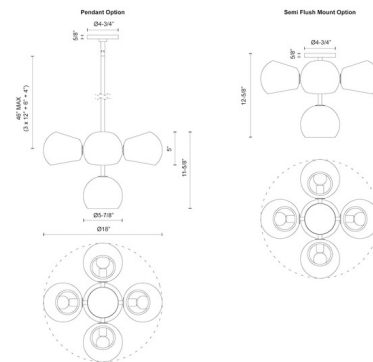 Pendant Option
Ø4-3/4"
5/8"
46" MAX
(3 x 12" + 6" + 4")
5"
11-5/8"
Ø5-7/8"
Ø18"
Semi Flush Mount Option
Ø4-3/4"
5/8"
12-5/8"